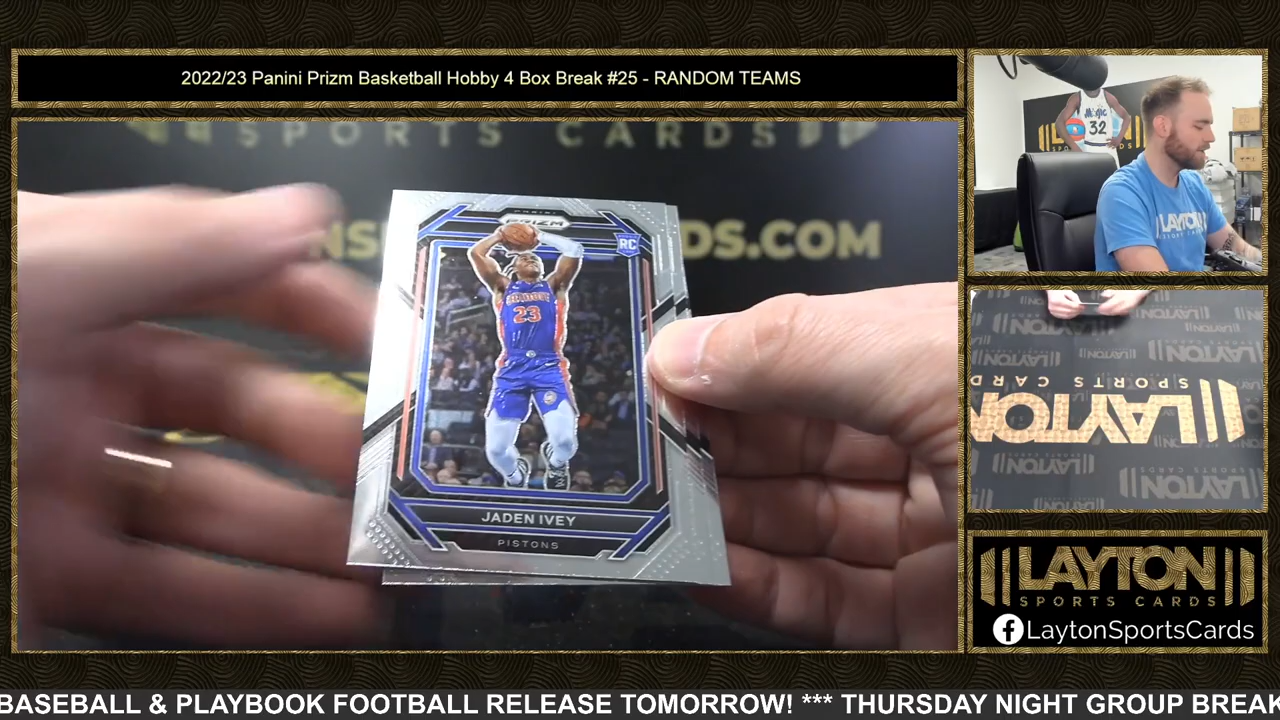 2022/23 Panini Prizm Basketball Hobby 4 Box Break #25 - RANDOM TEAMS
SPORTS CARDS
DS.COM
PANINI
PRIZM
RC
23
JADEN IVEY
PISTONS
MAGIC
32
LAYTON
LAYTON
SPORTS CARDS
LAYTON
SPORTS CARDS
LaytonSportsCards
BASEBALL & PLAYBOOK FOOTBALL RELEASE TOMORROW! *** THURSDAY NIGHT GROUP BREAK